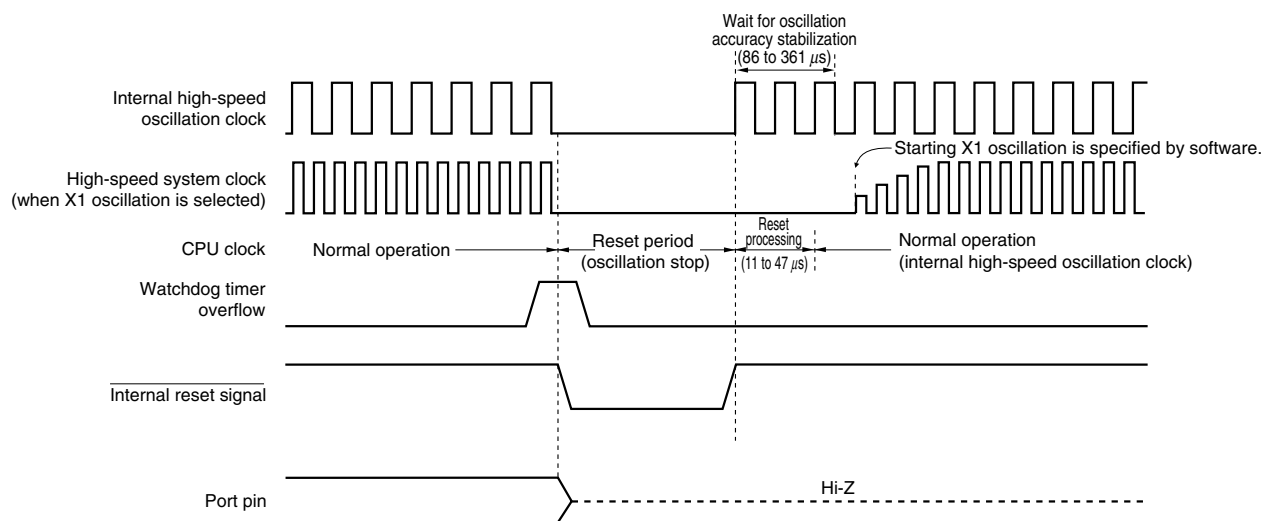 Wait for oscillation
accuracy stabilization
(86 to 361 μs)
Internal high-speed
oscillation clock
Starting X1 oscillation is specified by software.
High-speed system clock
(when X1 oscillation is selected)
CPU clock
Normal operation
Reset period
(oscillation stop)
Reset
processing
(11 to 47 μs)
Normal operation
(internal high-speed oscillation clock)
Watchdog timer
overflow
Internal reset signal
Hi-Z
Port pin